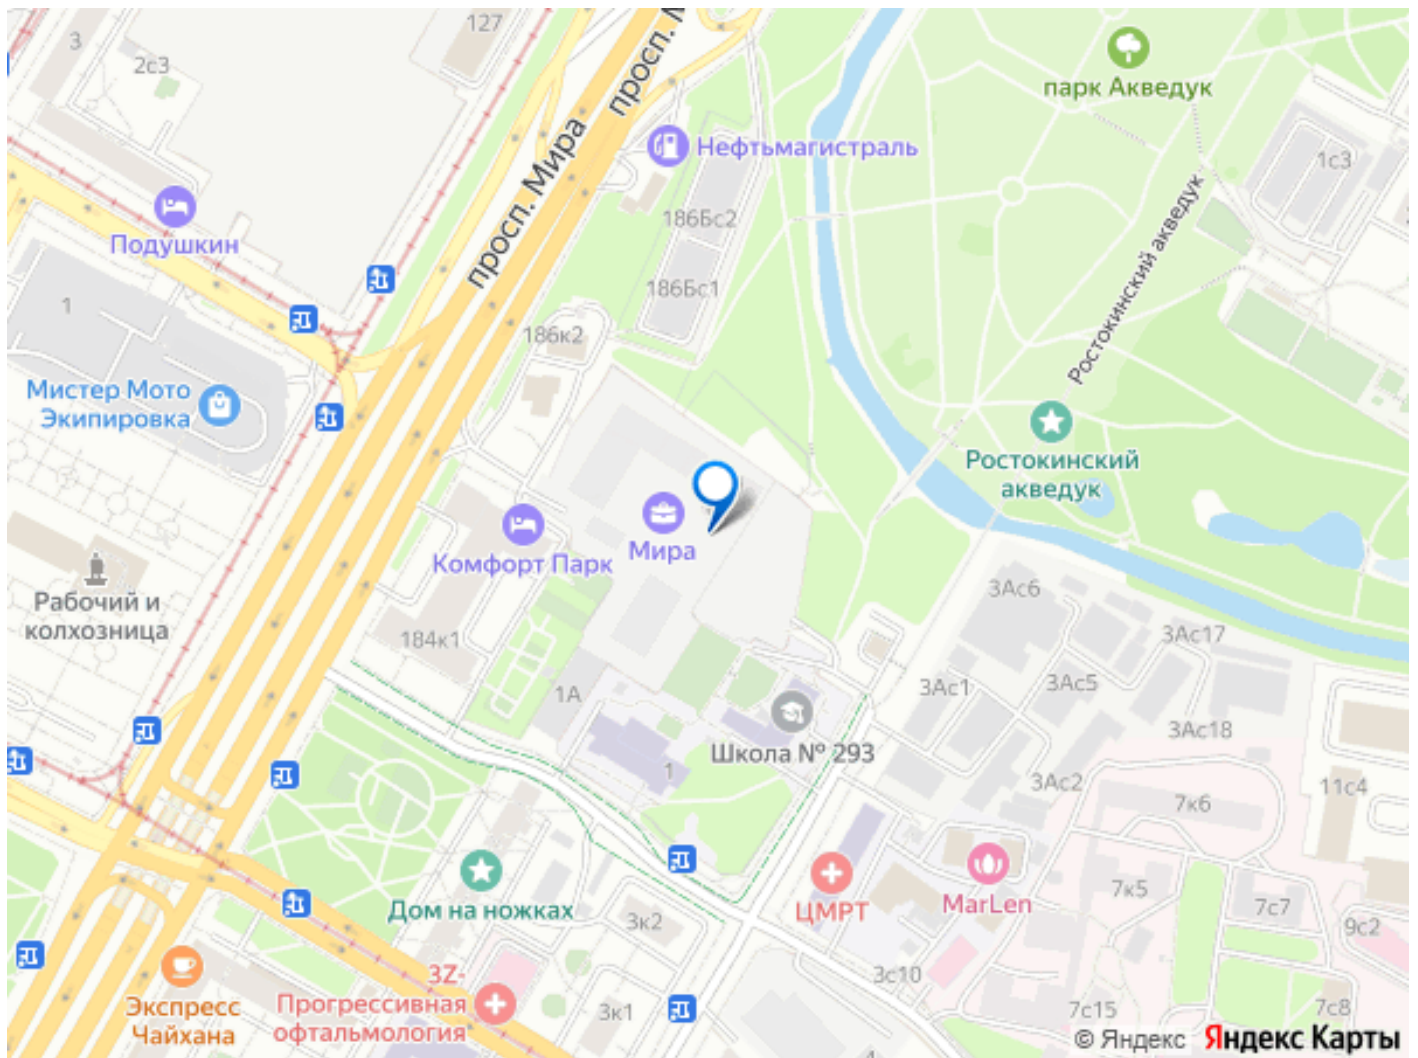 127
3
2с3
просп. Мира
просп. М
парк Акведук
Нефтьмагистраль
1с3
186Бс2
Подушкин
186Бс1
1
186к2
Ростокинский акведук
Мистер Мото
Экипировка
Ростокинский
акведук
Мира
Комфорт Парк
Рабочий и
колхозница
184к1
3Ас6
3Ас17
3Ас1
3Ас5
1А
3Ас18
Школа № 293
1
3Ас2
7к6
11с4
7к5
7с7
9с2
MarLen
ЦМРТ
Дом на ножках
3к2
3Z-
Прогрессивная
офтальмология
3с10
3к1
7с15
7с8
Экспресс
Чайхана
4
© Яндекс Яндекс Карты